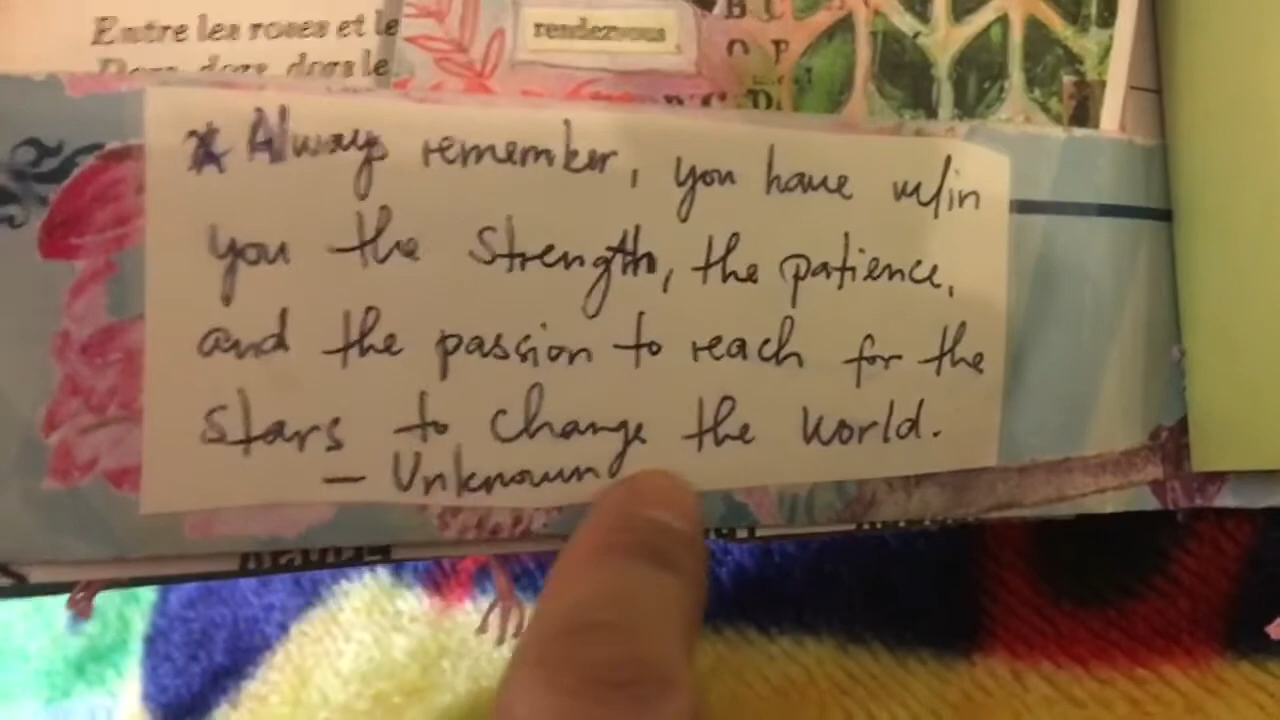 Entre les roses et le
rendezvous
* Always remember, you have w/in
you the strength, the patience,
and the passion to reach for the
stars to change the world.
— Unknown